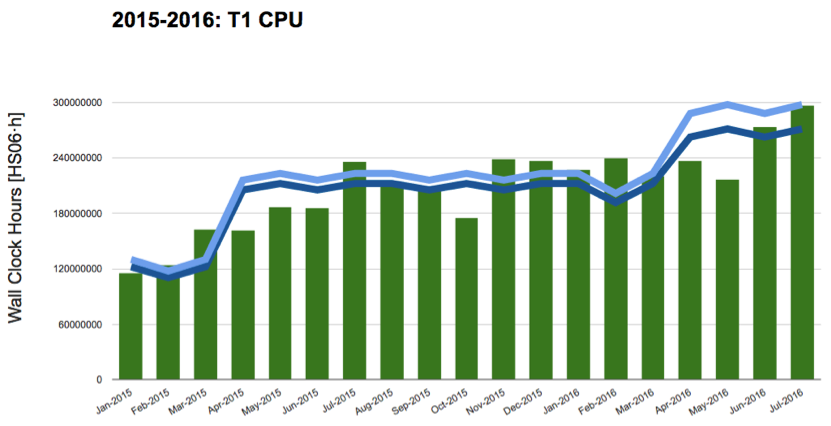 2015-2016: T1 CPU
Wall Clock Hours [HS06·h]
300000000
240000000
180000000
120000000
60000000
0
Jan-2015
Feb-2015
Mar-2015
Apr-2015
May-2015
Jun-2015
Jul-2015
Aug-2015
Sep-2015
Oct-2015
Nov-2015
Dec-2015
Jan-2016
Feb-2016
Mar-2016
Apr-2016
May-2016
Jun-2016
Jul-2016